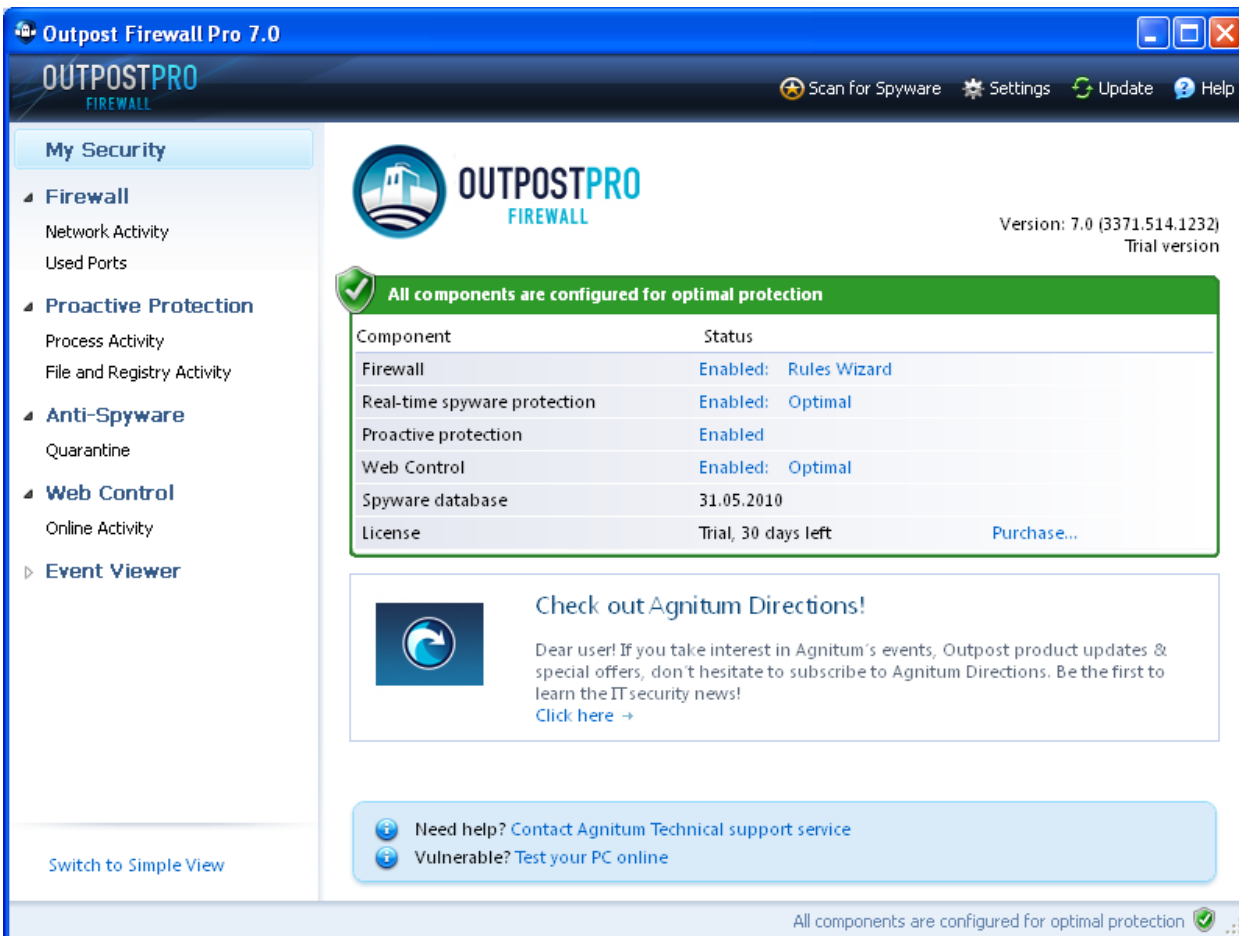 Outpost Firewall Pro 7.0
OUTPOSTPRO
FIREWALL
Scan for Spyware Settings Update Help
My Security
Firewall
Network Activity
Used Ports
Proactive Protection
Process Activity
File and Registry Activity
Anti-Spyware
Quarantine
Web Control
Online Activity
Event Viewer
Switch to Simple View
OUTPOSTPRO
FIREWALL
Version: 7.0 (3371.514.1232)
Trial version
All components are configured for optimal protection
Component Status
Firewall Enabled: Rules Wizard
Real-time spyware protection Enabled: Optimal
Proactive protection Enabled
Web Control Enabled: Optimal
Spyware database 31.05.2010
License Trial, 30 days left Purchase...
Check out Agnitum Directions!
Dear user! If you take interest in Agnitum's events, Outpost product updates &
special offers, don't hesitate to subscribe to Agnitum Directions. Be the first to
learn the IT security news!
Click here →
Need help? Contact Agnitum Technical support service
Vulnerable? Test your PC online
All components are configured for optimal protection